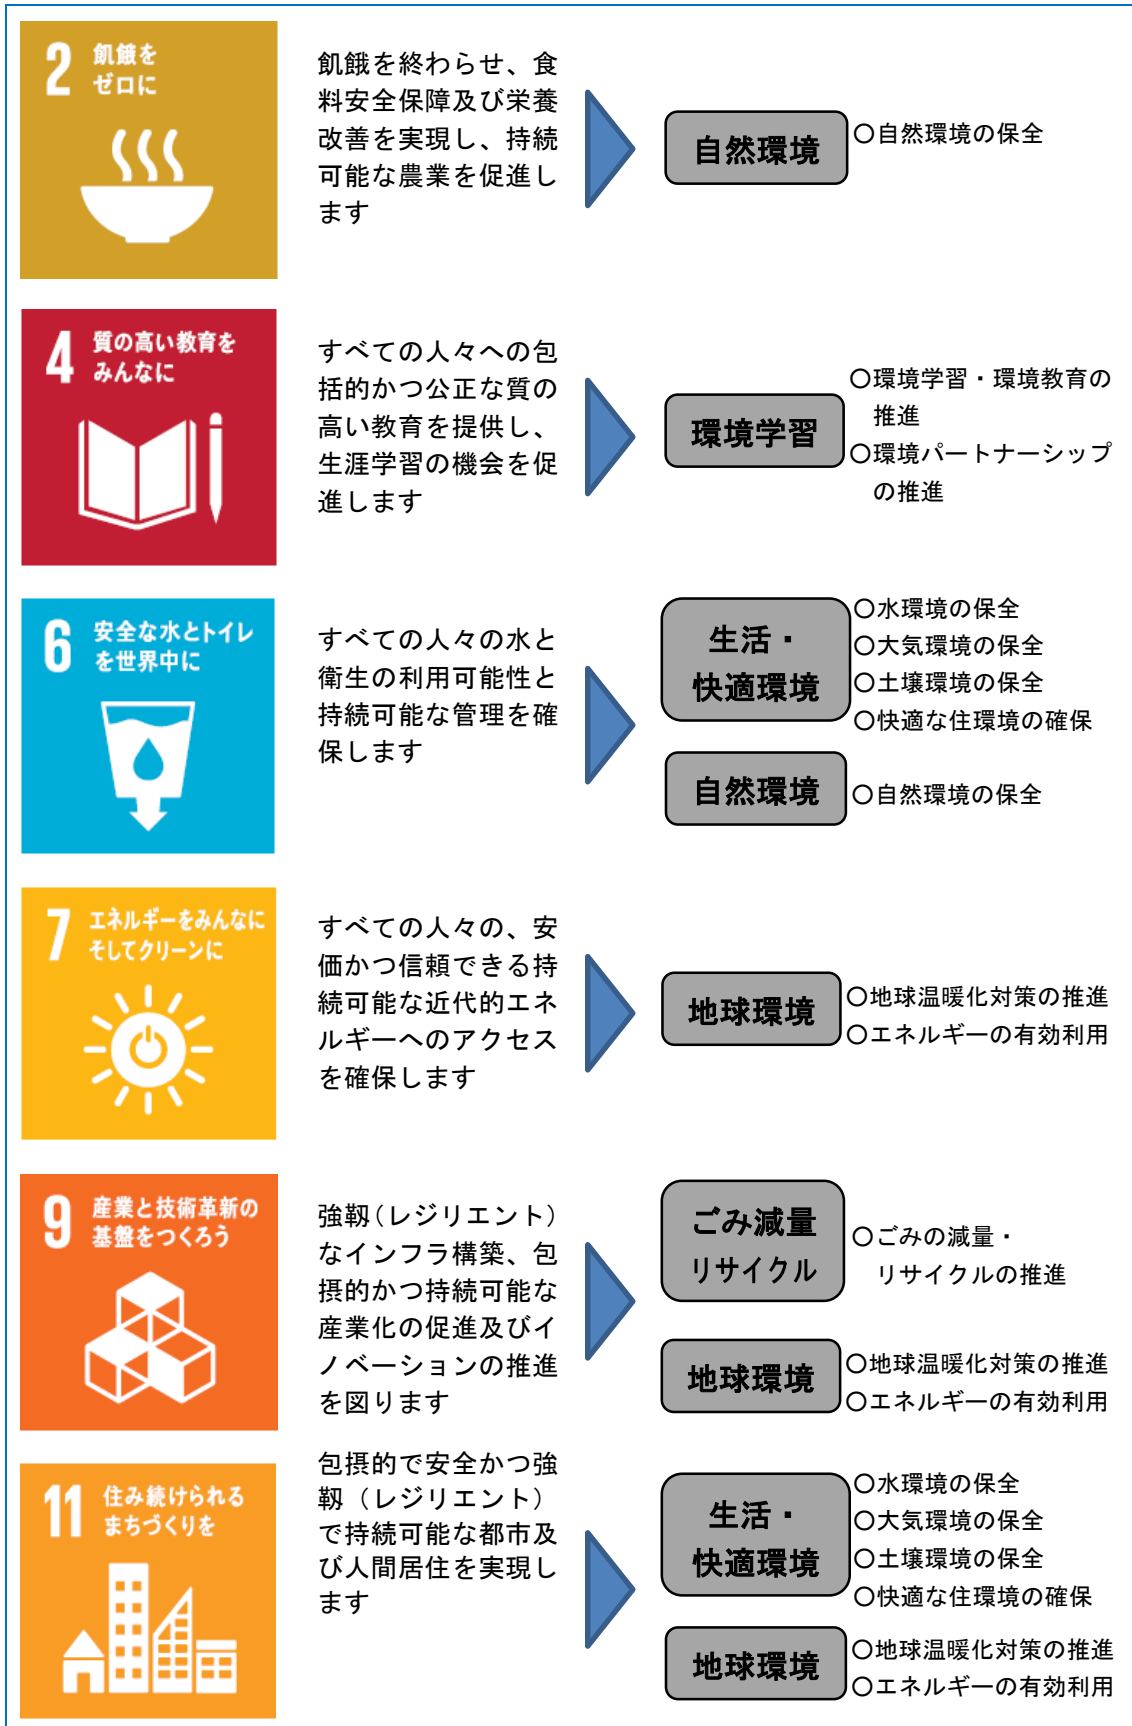 2 飢餓を
ゼロに
飢餓を終わらせ、食
料安全保障及び栄養
改善を実現し、持続
可能な農業を促進し
ます
自然環境
○自然環境の保全
4 質の高い教育を
みんなに
すべての人々への包
括的かつ公正な質の
高い教育を提供し、
生涯学習の機会を促
進します
環境学習
○環境学習・環境教育の
推進
○環境パートナーシップ
の推進
6 安全な水とトイレ
を世界中に
すべての人々の水と
衛生の利用可能性と
持続可能な管理を確
保します
生活・
快適環境
○水環境の保全
○大気環境の保全
○土壌環境の保全
○快適な住環境の確保
自然環境
○自然環境の保全
7 エネルギーをみんなに
そしてクリーンに
すべての人々の、安
価かつ信頼できる持
続可能な近代的エネ
ルギーへのアクセス
を確保します
地球環境
○地球温暖化対策の推進
○エネルギーの有効利用
9 産業と技術革新の
基盤をつくろう
強靱（レジリエント）
なインフラ構築、包
摂的かつ持続可能な
産業化の促進及びイ
ノベーションの推進
を図ります
ごみ減量
リサイクル
○ごみの減量・
リサイクルの推進
地球環境
○地球温暖化対策の推進
○エネルギーの有効利用
11 住み続けられる
まちづくりを
包摂的で安全かつ強
靱（レジリエント）
で持続可能な都市及
び人間居住を実現し
ます
生活・
快適環境
○水環境の保全
○大気環境の保全
○土壌環境の保全
○快適な住環境の確保
地球環境
○地球温暖化対策の推進
○エネルギーの有効利用